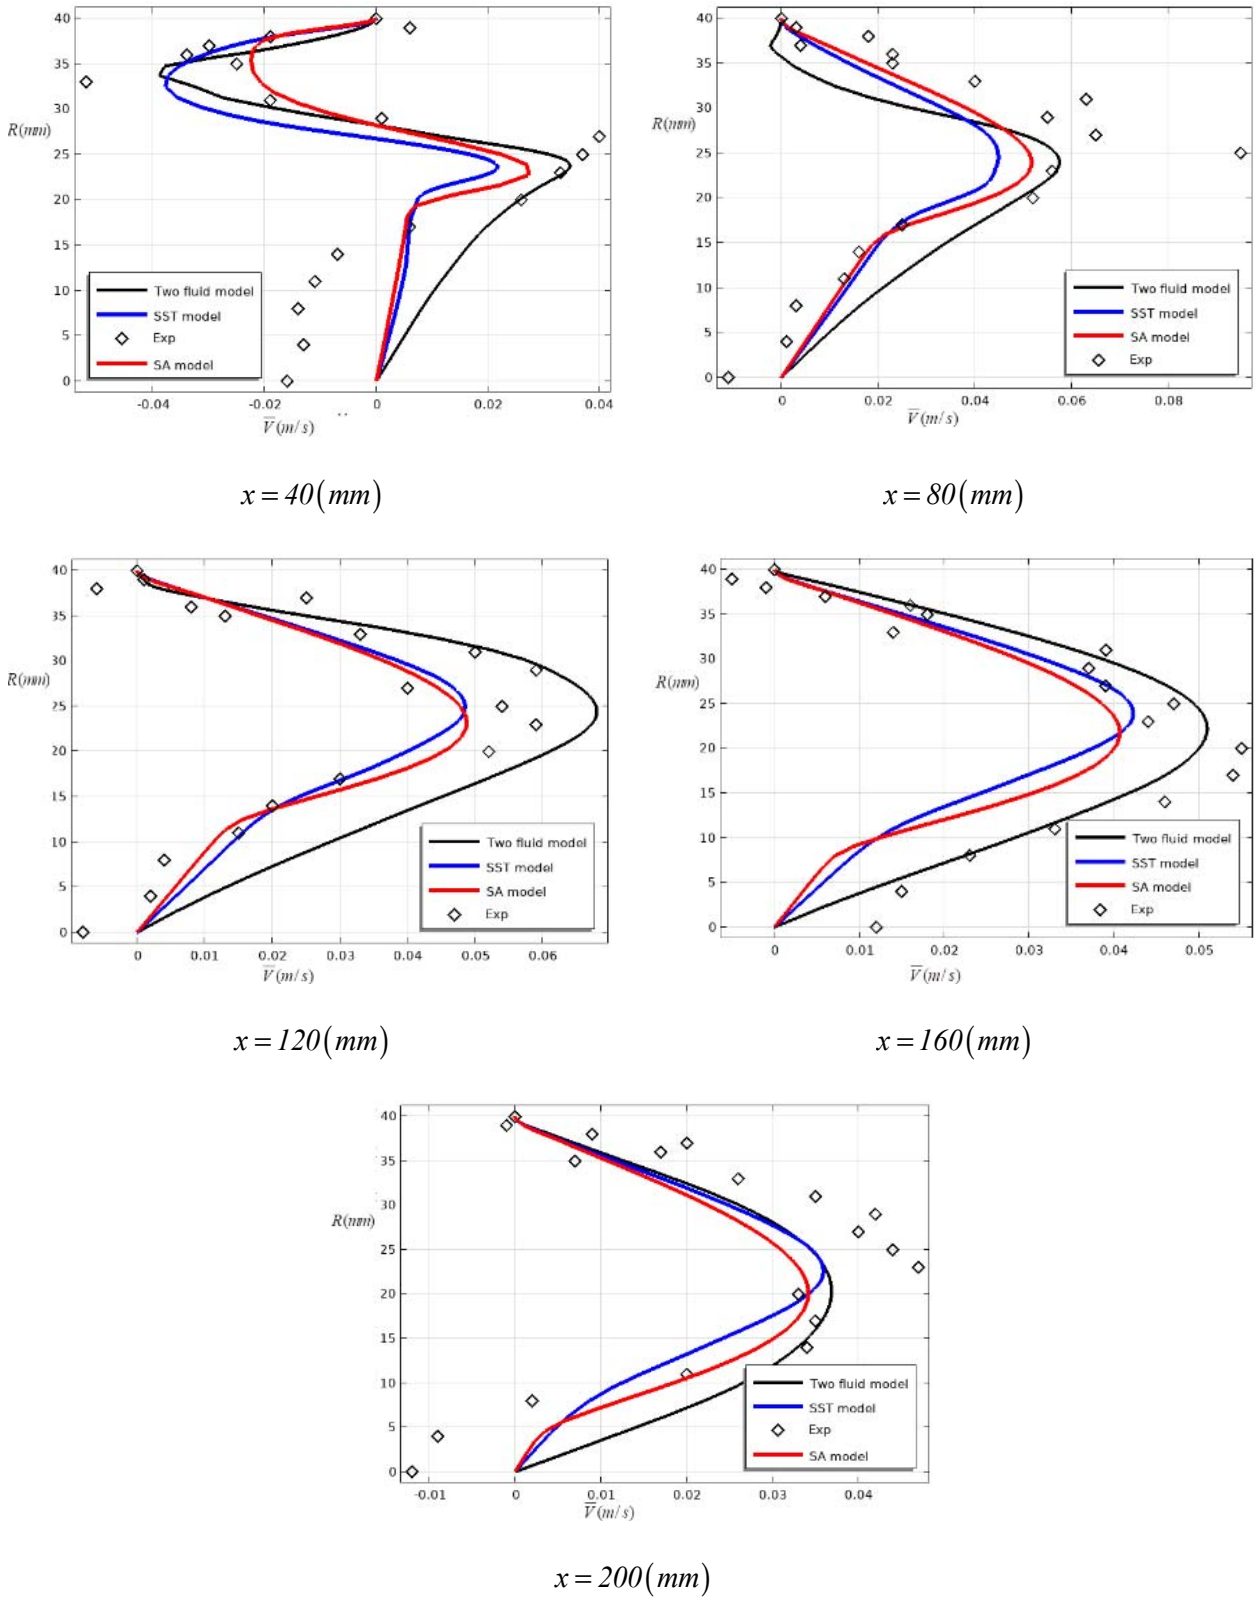 40
35
30
R(mm)
25
20
15
10
5
0
Two fluid model
SST model
Exp
SA model
-0.04 -0.02 0 0.02 0.04
V̅(m/s)
x = 40(mm)
40
35
30
R(mm)
25
20
15
10
5
0
Two fluid model
SST model
SA model
Exp
0 0.02 0.04 0.06 0.08
V̅(m/s)
x = 80(mm)
40
35
30
R(mm)
25
20
15
10
5
0
Two fluid model
SST model
SA model
Exp
0 0.01 0.02 0.03 0.04 0.05 0.06
V̅(m/s)
x = 120(mm)
40
35
30
R(mm)
25
20
15
10
5
0
Two fluid model
SST model
SA model
Exp
0 0.01 0.02 0.03 0.04 0.05
V̅(m/s)
x = 160(mm)
40
35
30
R(mm)
25
20
15
10
5
0
Two fluid model
SST model
Exp
SA model
-0.01 0 0.01 0.02 0.03 0.04
V̅(m/s)
x = 200(mm)